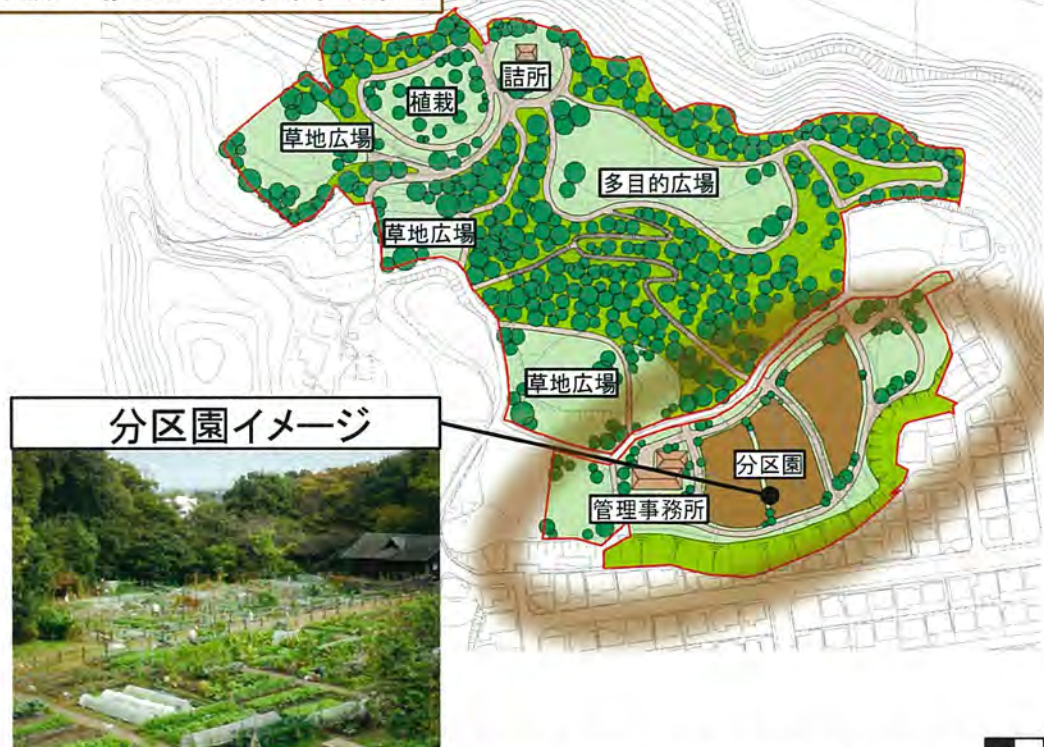 詰所
植栽
草地広場
多目的広場
草地広場
草地広場
分区園イメージ
分区園
管理事務所